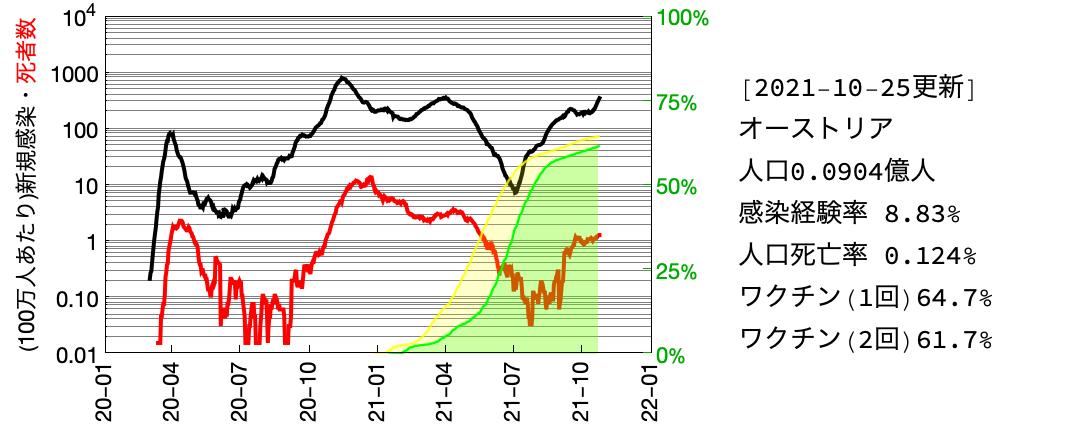 (100万人あたり)新規感染・死者数
10^4
1000
100
10
1
0.10
0.01
100%
75%
50%
25%
0%
20-01
20-04
20-07
20-10
21-01
21-04
21-07
21-10
22-01
[2021-10-25更新]
オーストリア
人口0.0904億人
感染経験率 8.83%
人口死亡率 0.124%
ワクチン(1回)64.7%
ワクチン(2回)61.7%